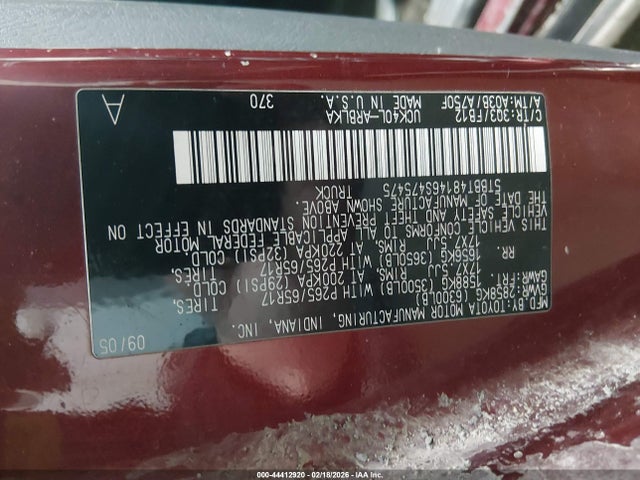 MFD.BY:TOYOTA MOTOR MANUFACTURING, INDIANA, INC. 09/05
GVWR:2858KG(6300LB)
GAWR:FR. 1588KG (3500LB) WITH P265/65R17 TIRES,
17X7.5JJ RIMS, AT 200KPA (29PSI) COLD
RR. 1656KG (3650LB) WITH P265/65R17 TIRES,
17X7.5JJ RIMS, AT 220KPA (32PSI) COLD
THIS VEHICLE CONFORMS TO ALL APPLICABLE FEDERAL MOTOR
VEHICLE SAFETY AND THEFT PREVENTION STANDARDS IN EFFECT ON
THE DATE OF MANUFACTURE SHOWN ABOVE.
5TBBT48146S475475 TRUCK
C/TR:3Q3/FB12 UCK40L-ARBLKA 370 A
A/TM:A03B/A750F MADE IN U.S.A.
000-44412920 - 02/18/2026 - IAAI, Inc.